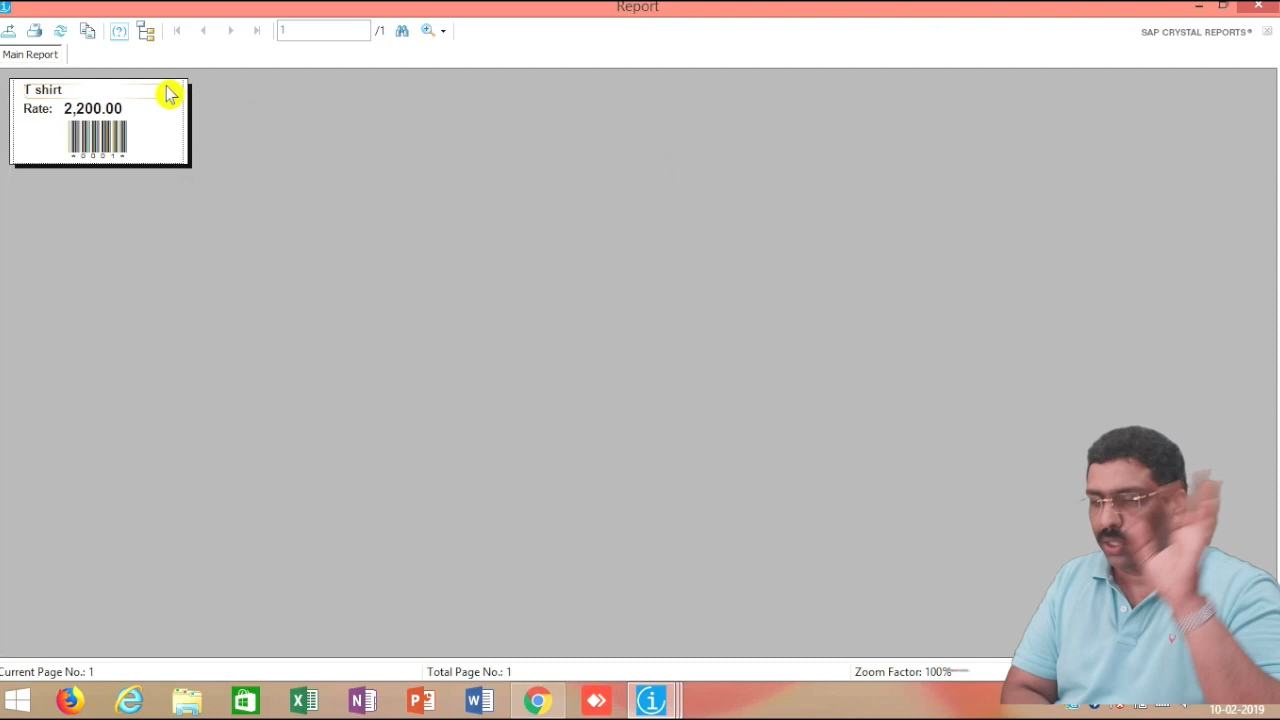 Report
1
/1
SAP CRYSTAL REPORTS®
Main Report
T shirt
Rate: 2,200.00
*0001*
Current Page No.: 1
Total Page No.: 1
Zoom Factor: 100%
10-02-2019